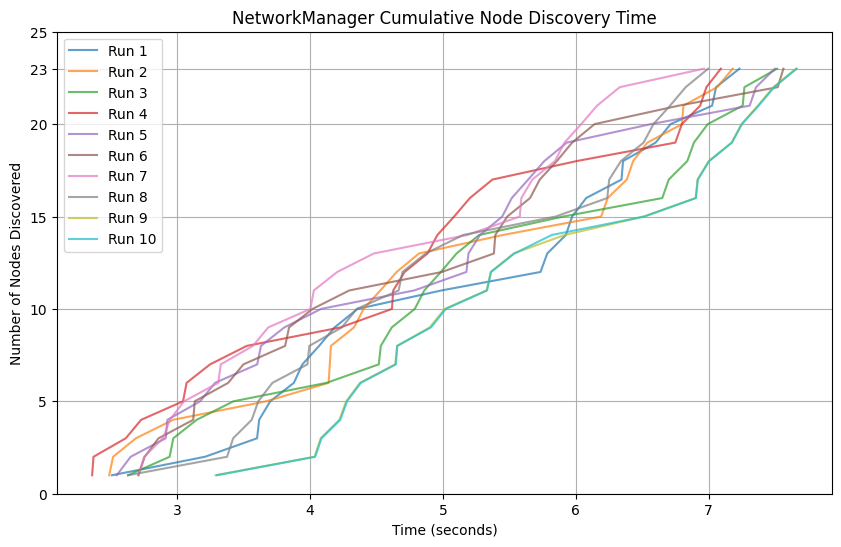 NetworkManager Cumulative Node Discovery Time
25
23
20
15
10
5
0
Number of Nodes Discovered
Run 1
Run 2
Run 3
Run 4
Run 5
Run 6
Run 7
Run 8
Run 9
Run 10
3 4 5 6 7
Time (seconds)